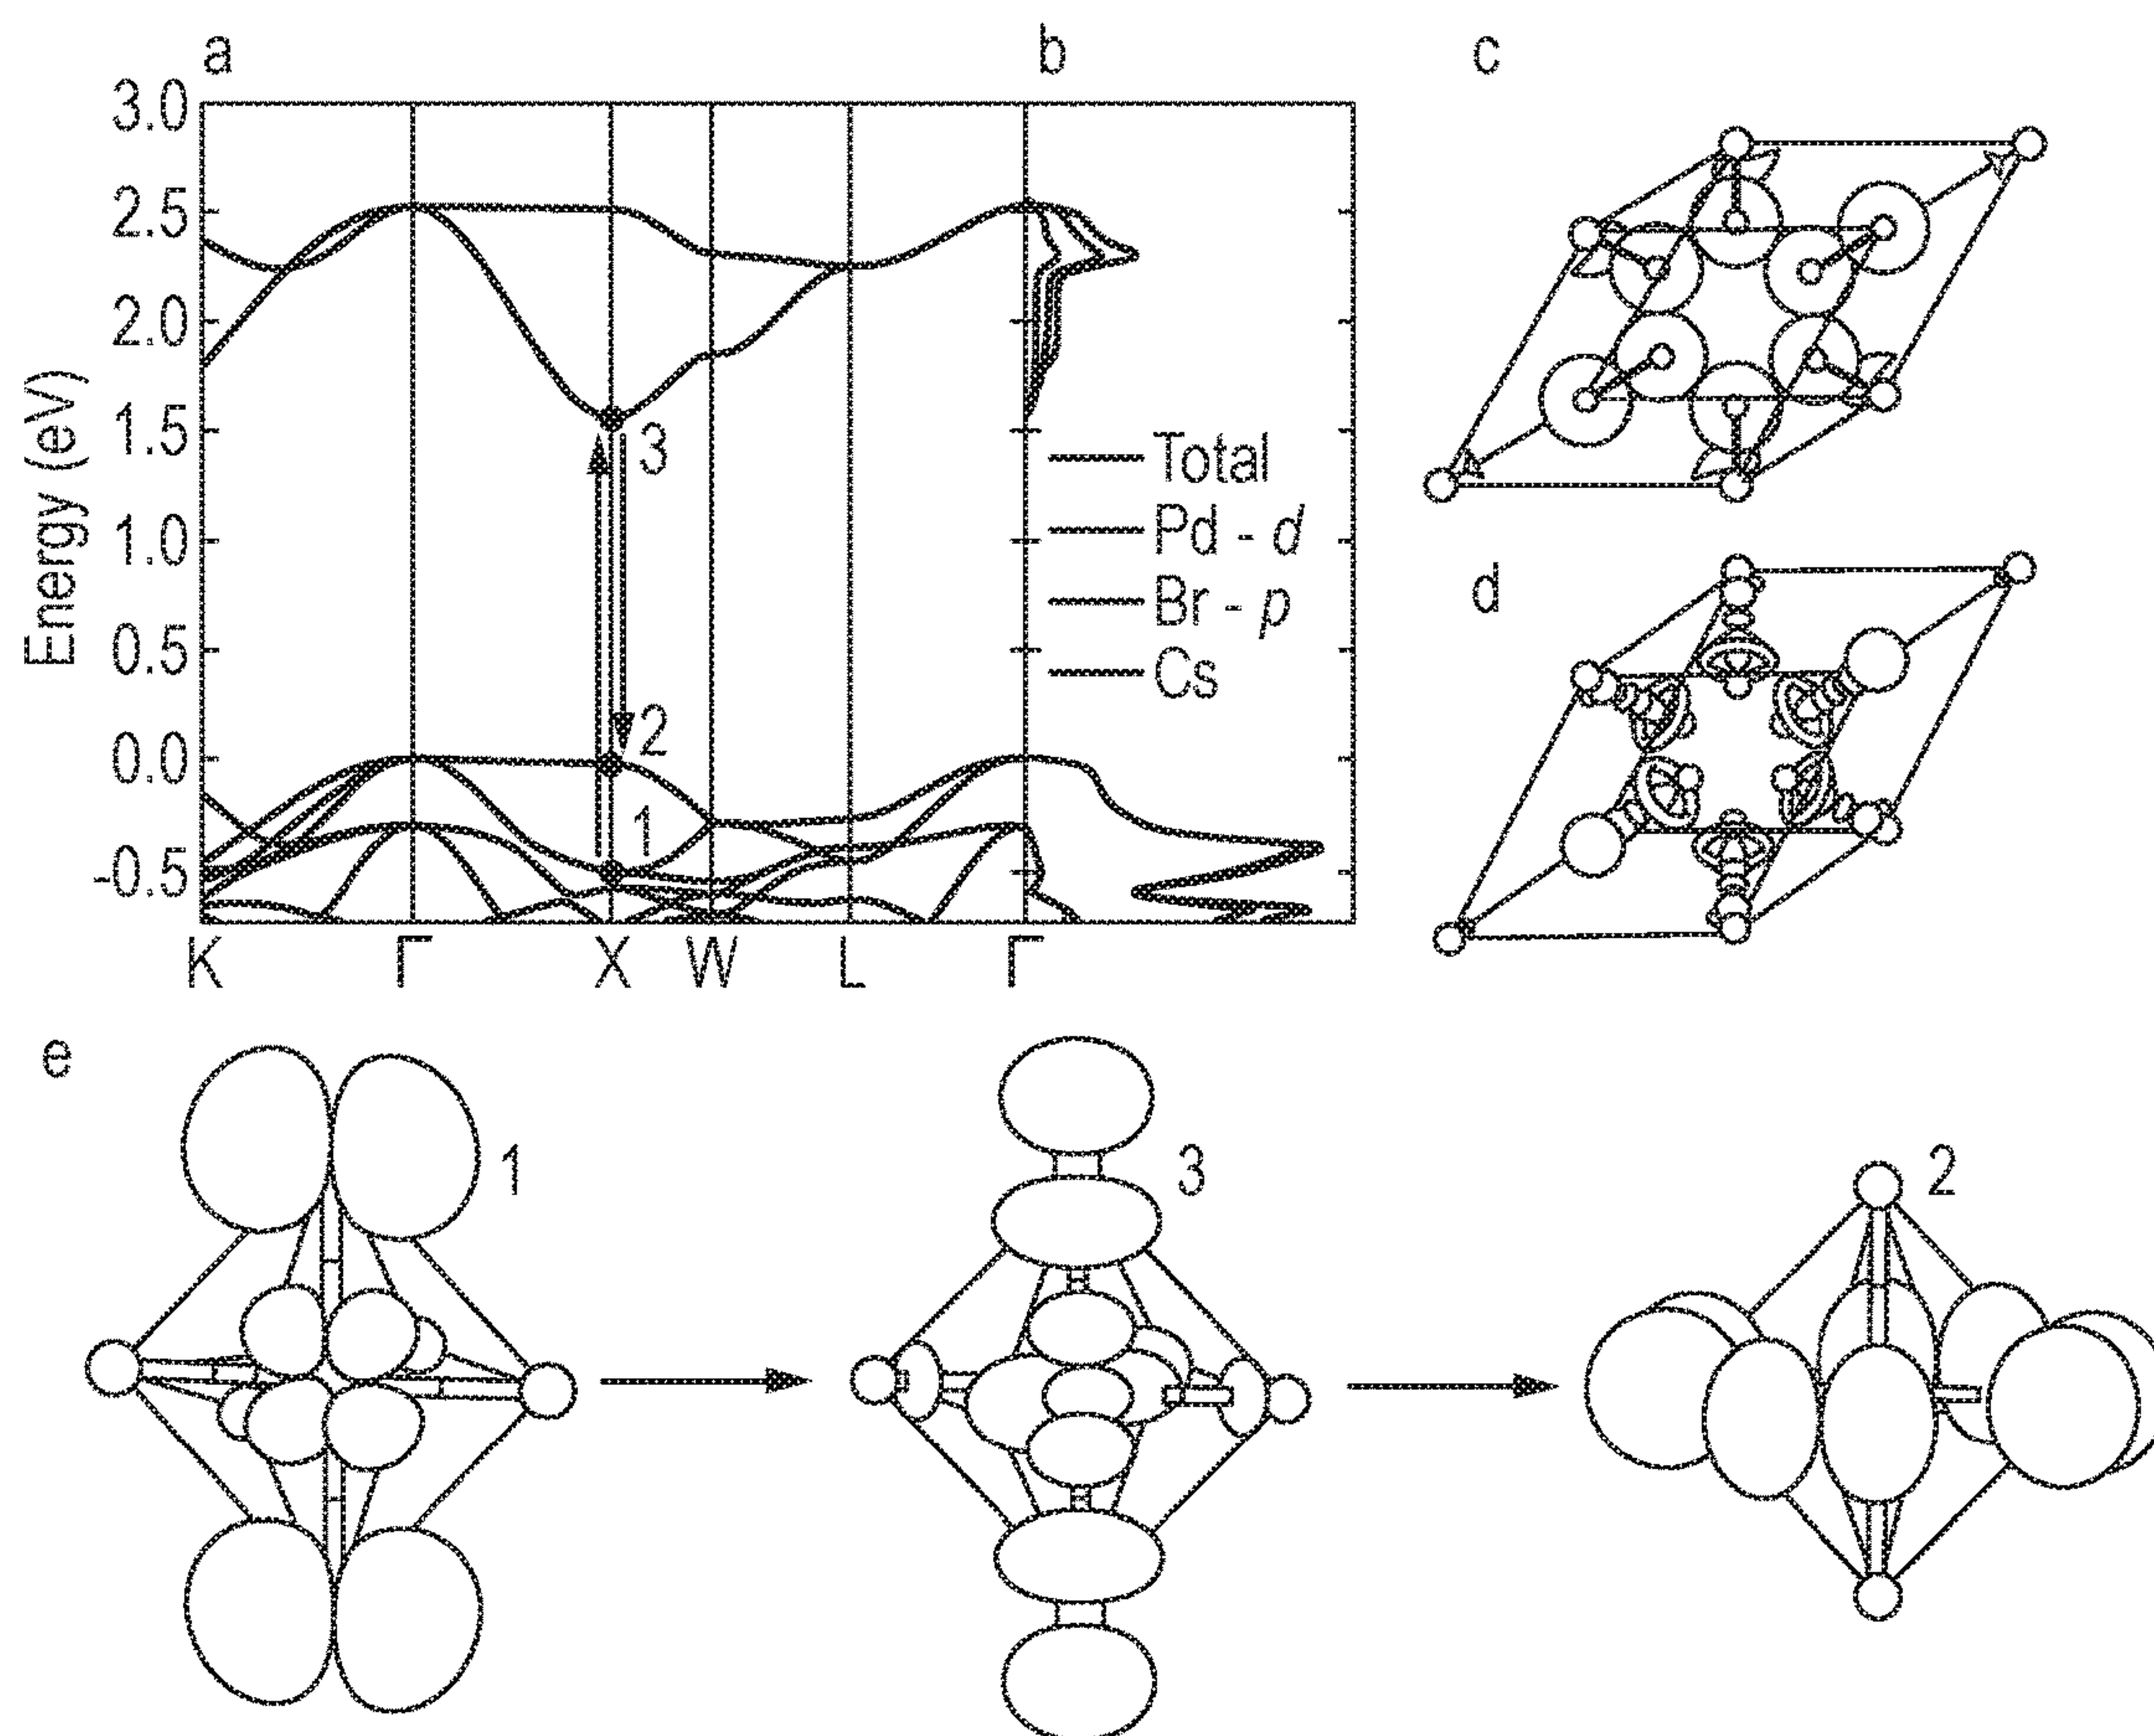 a
b
c
3.0
2.5
2.0
1.5
1.0
0.5
0.0
-0.5
Energy (eV)
3
2
1
Total
Pd - d
Br - p
Cs
K Γ X W L Γ
d
e
1
3
2